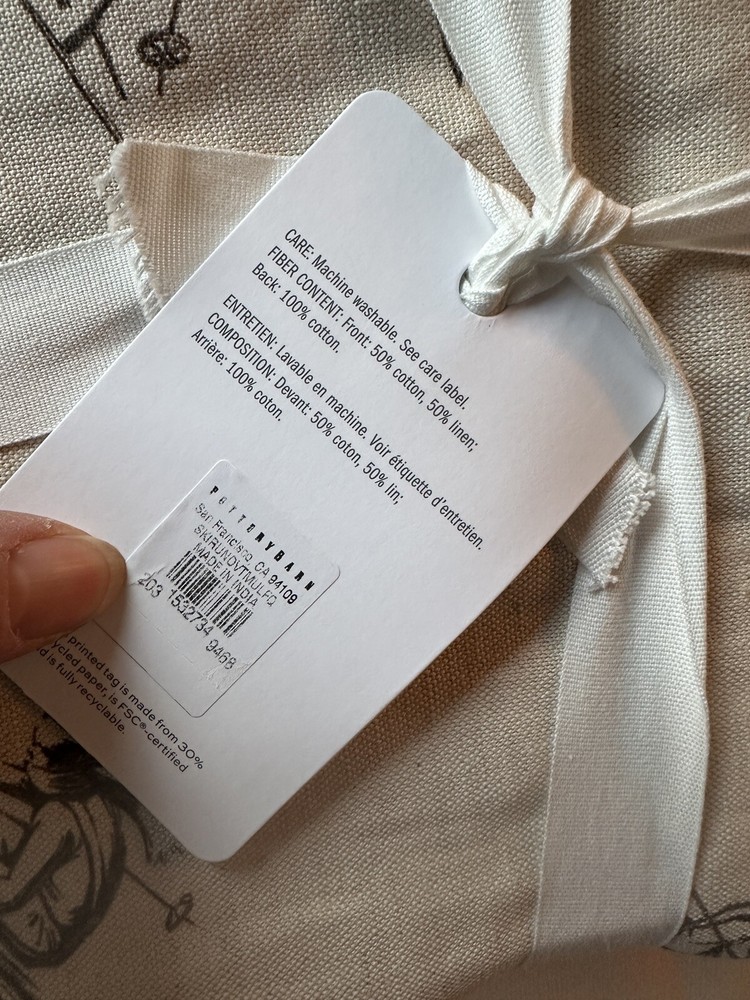 CARE: Machine washable. See care label.
FIBER CONTENT: Front: 50% cotton, 50% linen;
Back: 100% cotton.
ENTRETIEN: Lavable en machine. Voir étiquette d'entretien.
COMPOSITION: Devant: 50% coton, 50% lin;
Arrière: 100% coton.
POTTERYBARN
San Francisco, CA 94109
SKIRUNDVTMULFQ
MADE IN INDIA
203 1532734 9468
printed tag is made from 30%
ycled paper, is FSC®-certified
d is fully recyclable.